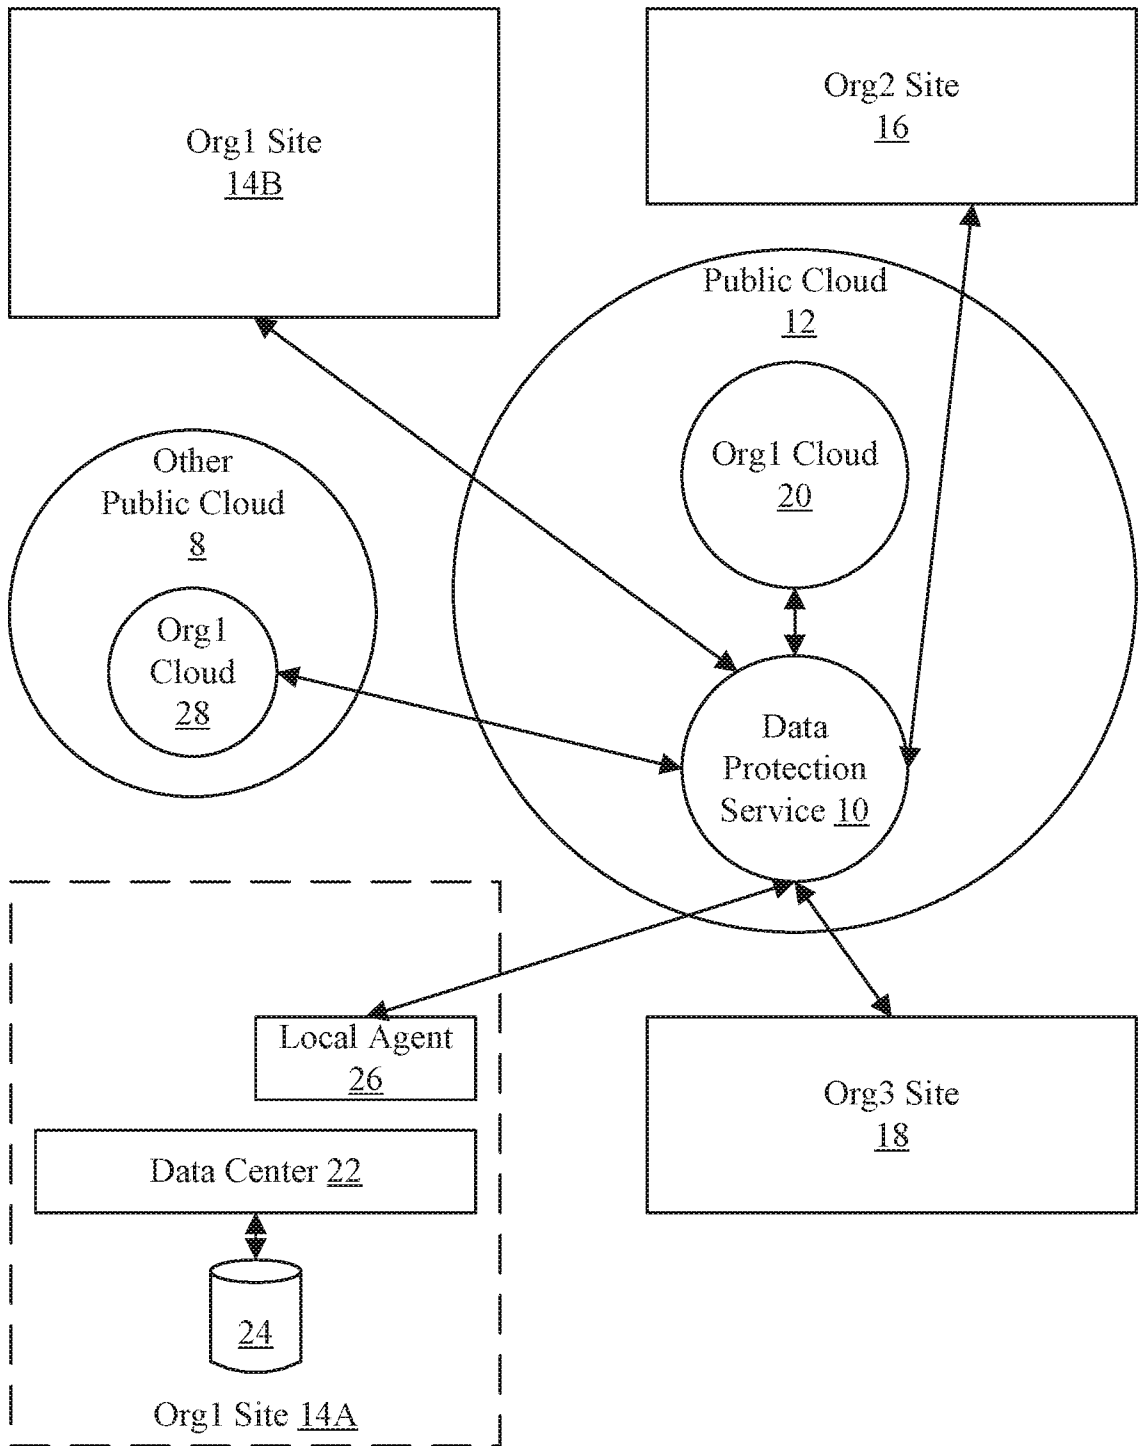 Org1 Site
14B
Org2 Site
16
Public Cloud
12
Org1 Cloud
20
Other
Public Cloud
8
Org1
Cloud
28
Data
Protection
Service 10
Local Agent
26
Data Center 22
24
Org1 Site 14A
Org3 Site
18